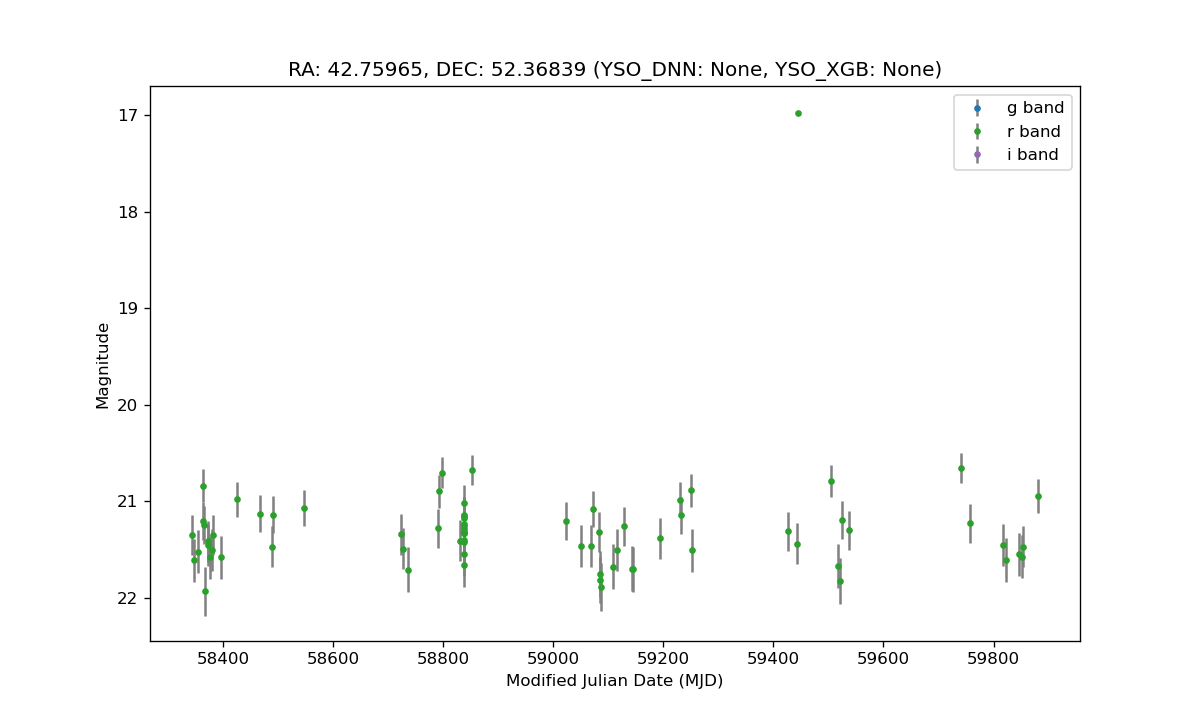 RA: 42.75965, DEC: 52.36839 (YSO_DNN: None, YSO_XGB: None)
g band
r band
i band
17
18
19
20
21
22
Magnitude
58400 58600 58800 59000 59200 59400 59600 59800
Modified Julian Date (MJD)